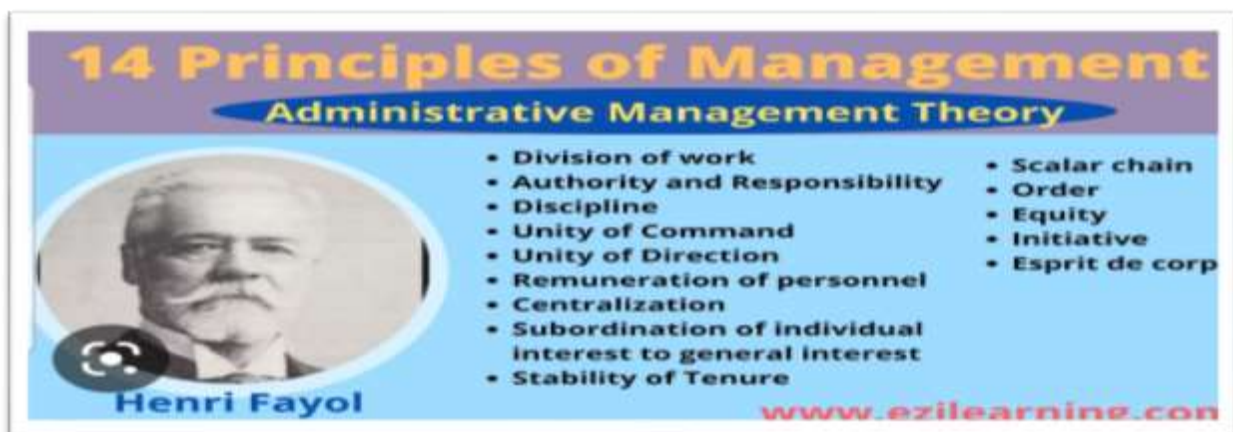 14 Principles of Management
Administrative Management Theory
• Division of work
• Authority and Responsibility
• Discipline
• Unity of Command
• Unity of Direction
• Remuneration of personnel
• Centralization
• Subordination of individual
interest to general interest
• Stability of Tenure
• Scalar chain
• Order
• Equity
• Initiative
• Esprit de corp
Henri Fayol
www.ezilearning.com